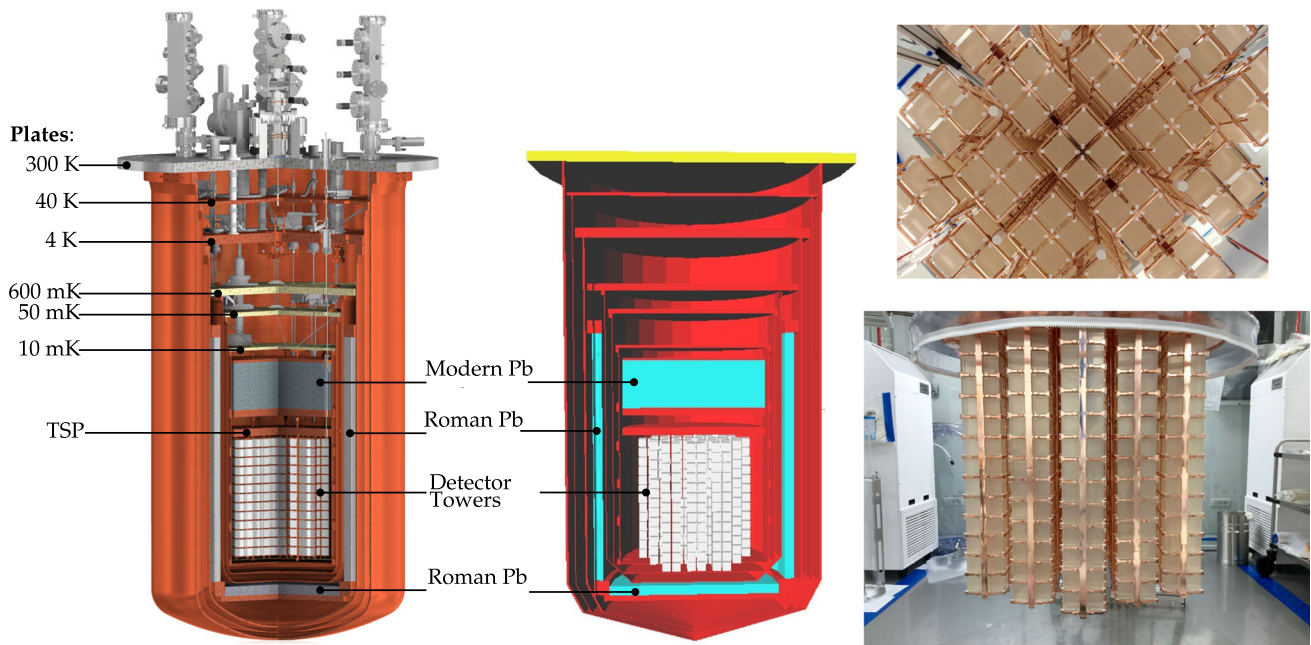 Plates:
300 K
40 K
4 K
600 mK
50 mK
10 mK
Modern Pb
TSP
Roman Pb
Detector
Towers
Roman Pb